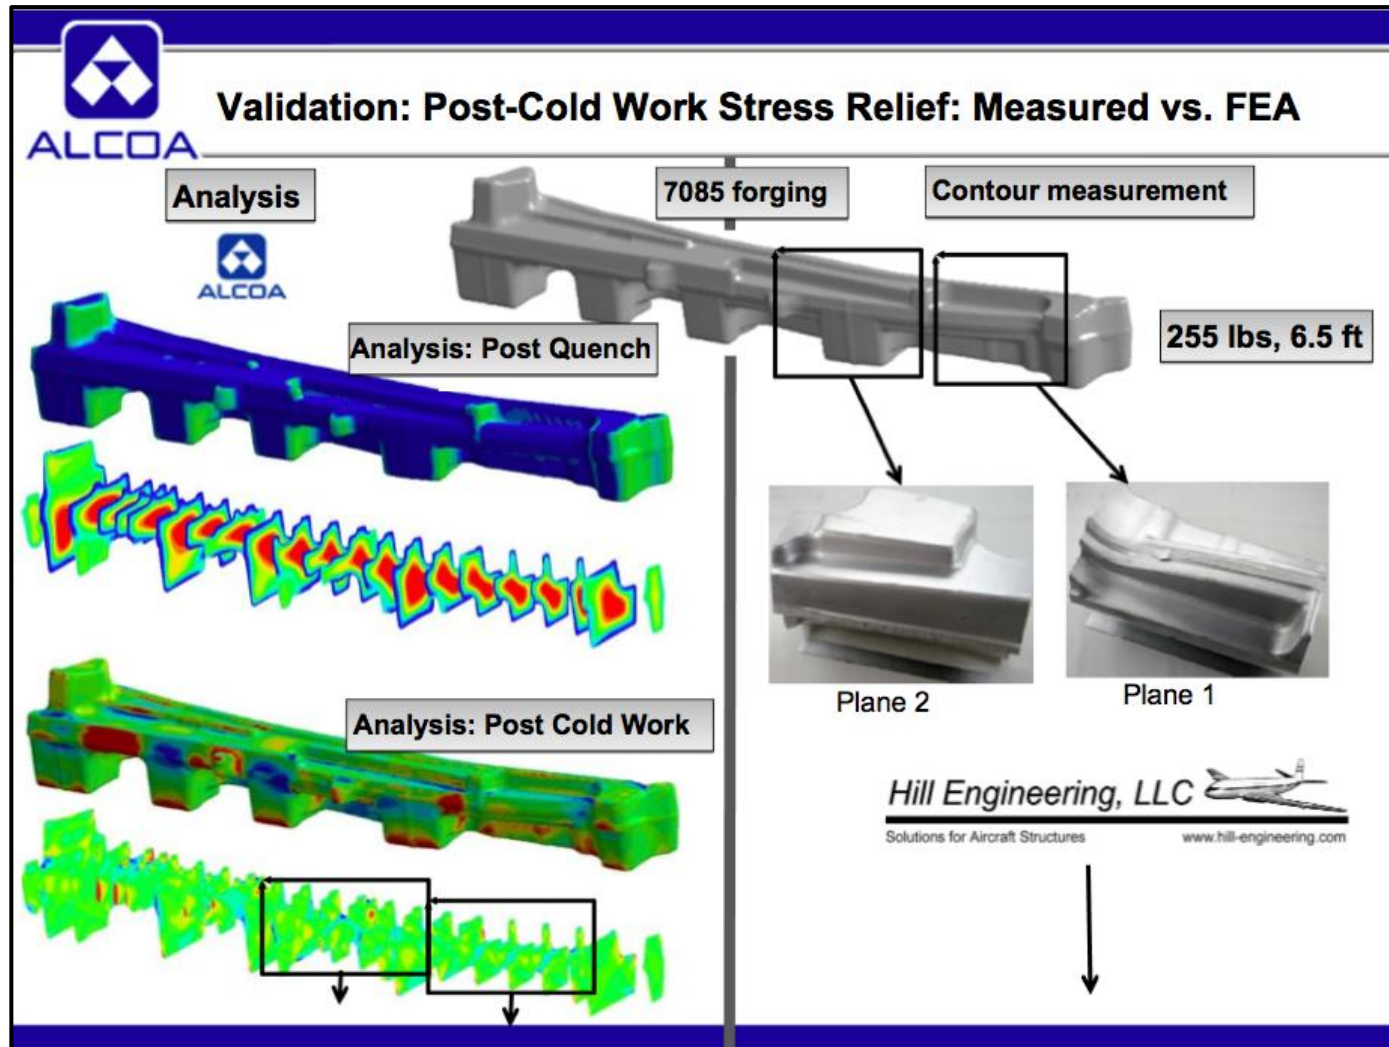 ALCOA
Validation: Post-Cold Work Stress Relief: Measured vs. FEA
Analysis
ALCOA
7085 forging
Contour measurement
255 lbs, 6.5 ft
Analysis: Post Quench
Plane 2
Plane 1
Analysis: Post Cold Work
Hill Engineering, LLC
Solutions for Aircraft Structures
www.hill-engineering.com